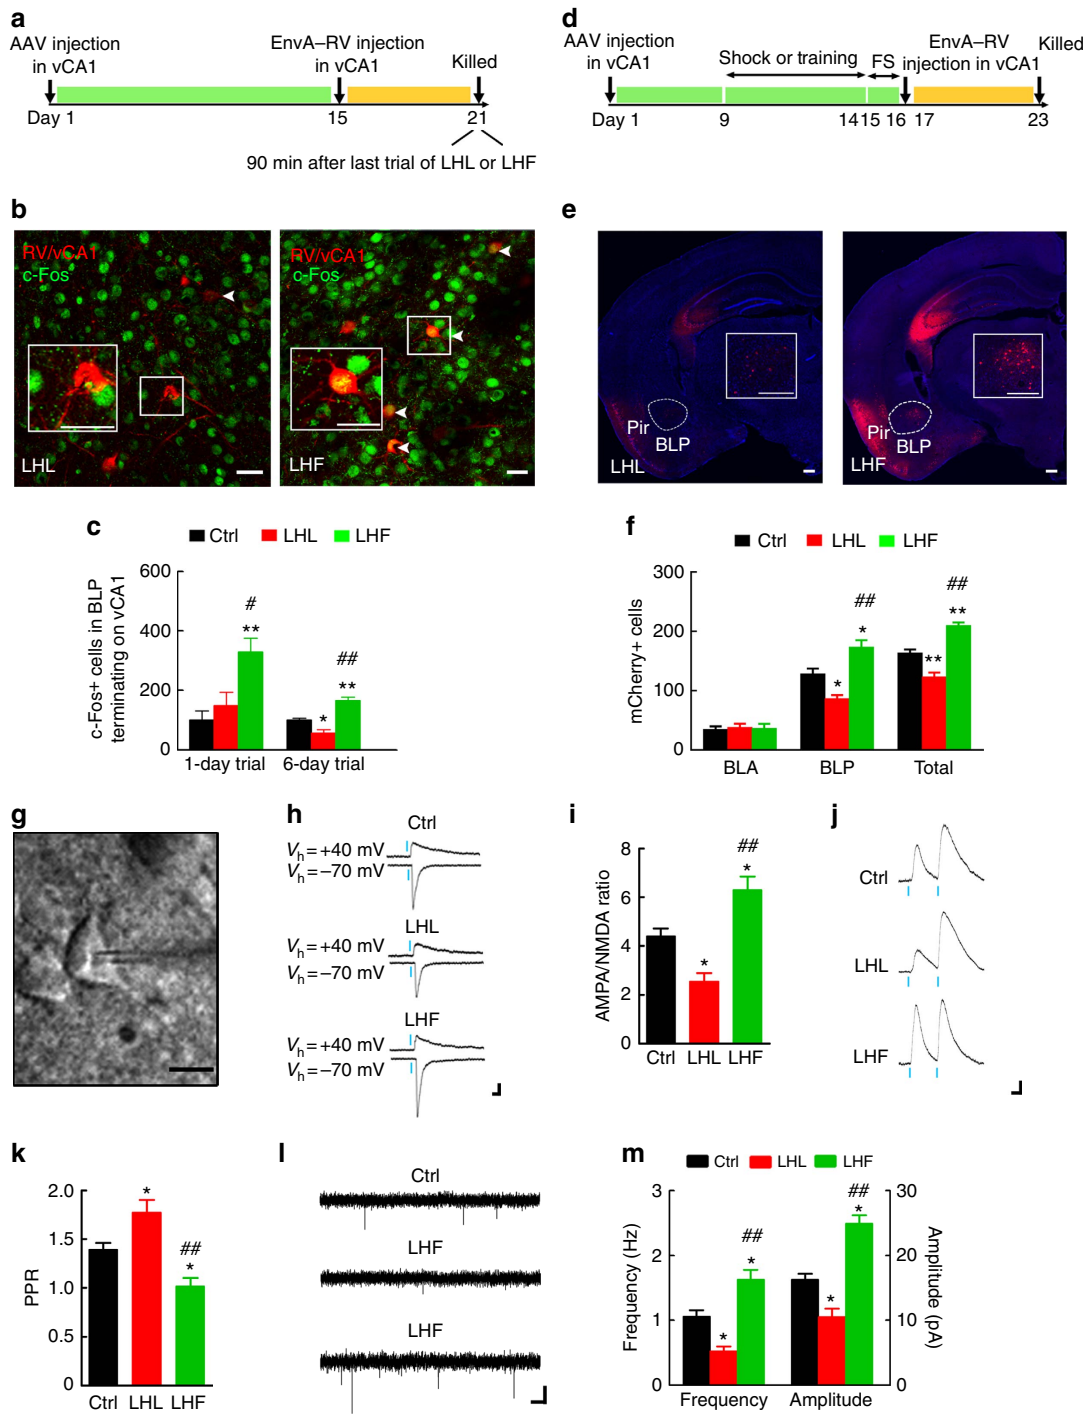 a
AAV injection
in vCA1
EnvA–RV injection
in vCA1
Killed
Day 1
15
21
90 min after last trial of LHL or LHF
d
AAV injection
in vCA1
Shock or training
FS
EnvA–RV
injection in vCA1
Killed
Day 1
9
14 15 16 17
23
b
RV/vCA1
c-Fos
LHL
RV/vCA1
c-Fos
LHF
e
Pir
BLP
LHL
Pir
BLP
LHF
c
Ctrl LHL LHF
c-Fos+ cells in BLP
terminating on vCA1
600
400
200
0
#
**
##
**
*
1-day trial 6-day trial
f
Ctrl LHL LHF
mCherry+ cells
300
200
100
0
##
*
*
##
**
**
BLA BLP Total
g
h
Ctrl
Vh = +40 mV
Vh = –70 mV
LHL
Vh = +40 mV
Vh = –70 mV
LHF
Vh = +40 mV
Vh = –70 mV
i
AMPA/NMDA ratio
8
6
4
2
0
##
*
*
Ctrl LHL LHF
j
Ctrl
LHL
LHF
k
PPR
2.0
1.5
1.0
0.5
0
*
##
*
Ctrl LHL LHF
l
Ctrl
LHF
LHF
m
Ctrl LHL LHF
Frequency (Hz)
3
2
1
0
##
*
*
##
*
*
30
20
10
0
Amplitude (pA)
Frequency Amplitude